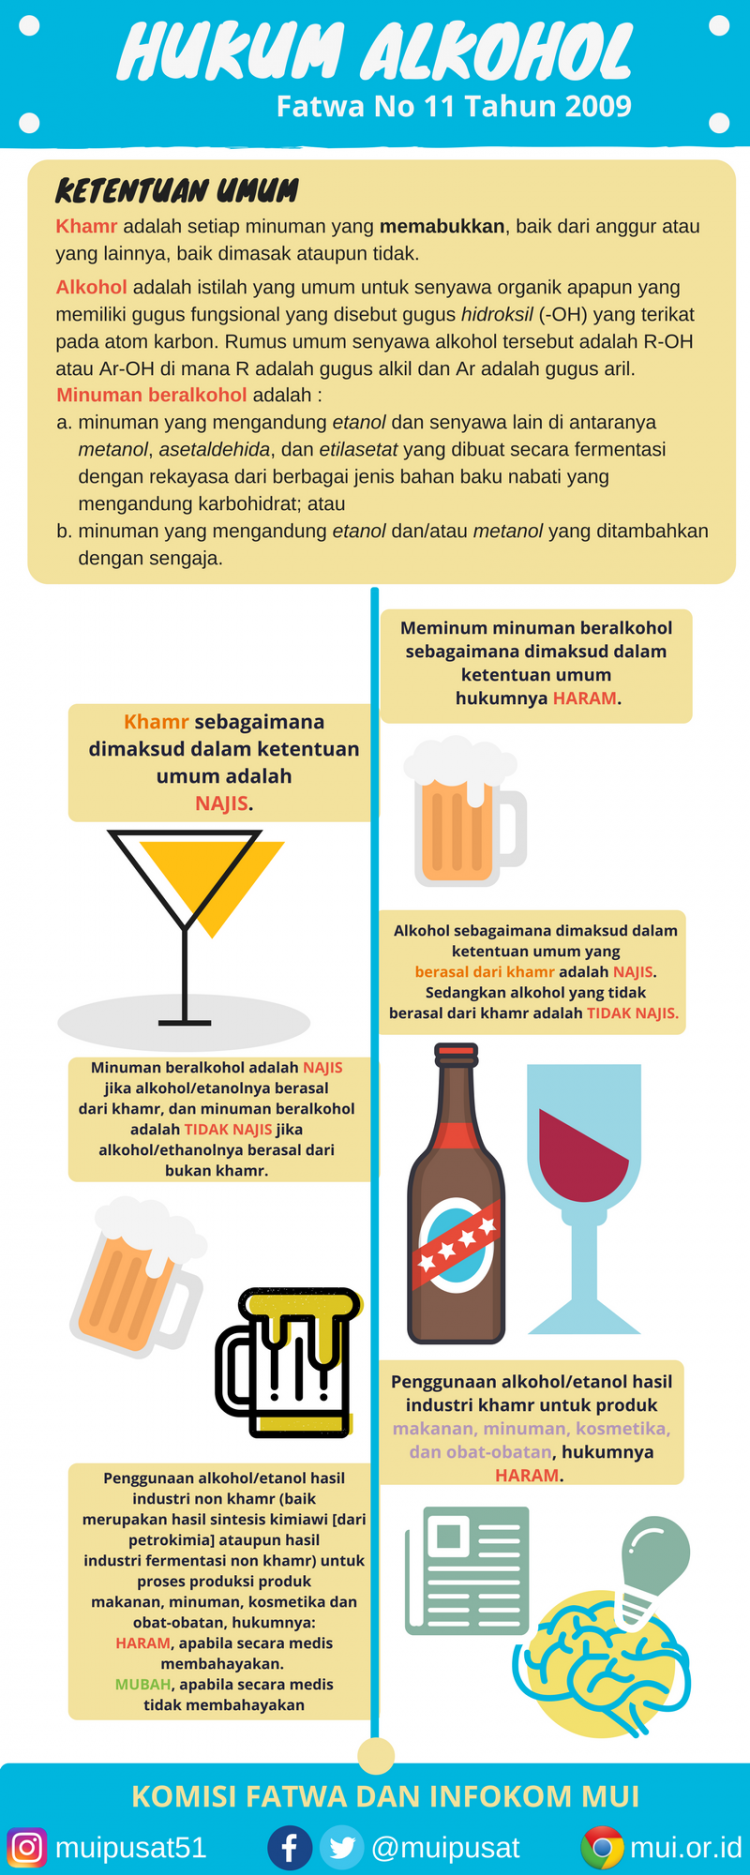 HUKUM ALKOHOL
Fatwa No 11 Tahun 2009
KETENTUAN UMUM
Khamr adalah setiap minuman yang memabukkan, baik dari anggur atau
yang lainnya, baik dimasak ataupun tidak.
Alkohol adalah istilah yang umum untuk senyawa organik apapun yang
memiliki gugus fungsional yang disebut gugus hidroksil (-OH) yang terikat
pada atom karbon. Rumus umum senyawa alkohol tersebut adalah R-OH
atau Ar-OH di mana R adalah gugus alkil dan Ar adalah gugus aril.
Minuman beralkohol adalah :
a. minuman yang mengandung etanol dan senyawa lain di antaranya
metanol, asetaldehida, dan etilasetat yang dibuat secara fermentasi
dengan rekayasa dari berbagai jenis bahan baku nabati yang
mengandung karbohidrat; atau
b. minuman yang mengandung etanol dan/atau metanol yang ditambahkan
dengan sengaja.
Meminum minuman beralkohol
sebagaimana dimaksud dalam
ketentuan umum
hukumnya HARAM.
Khamr sebagaimana
dimaksud dalam ketentuan
umum adalah
NAJIS.
Alkohol sebagaimana dimaksud dalam
ketentuan umum yang
berasal dari khamr adalah NAJIS.
Sedangkan alkohol yang tidak
berasal dari khamr adalah TIDAK NAJIS.
Minuman beralkohol adalah NAJIS
jika alkohol/etanolnya berasal
dari khamr, dan minuman beralkohol
adalah TIDAK NAJIS jika
alkohol/ethanolnya berasal dari
bukan khamr.
Penggunaan alkohol/etanol hasil
industri khamr untuk produk
makanan, minuman, kosmetika,
dan obat-obatan, hukumnya
HARAM.
Penggunaan alkohol/etanol hasil
industri non khamr (baik
merupakan hasil sintesis kimiawi [dari
petrokimia] ataupun hasil
industri fermentasi non khamr) untuk
proses produksi produk
makanan, minuman, kosmetika dan
obat-obatan, hukumnya:
HARAM, apabila secara medis
membahayakan.
MUBAH, apabila secara medis
tidak membahayakan
KOMISI FATWA DAN INFOKOM MUI
muipusat51
@muipusat
mui.or.id